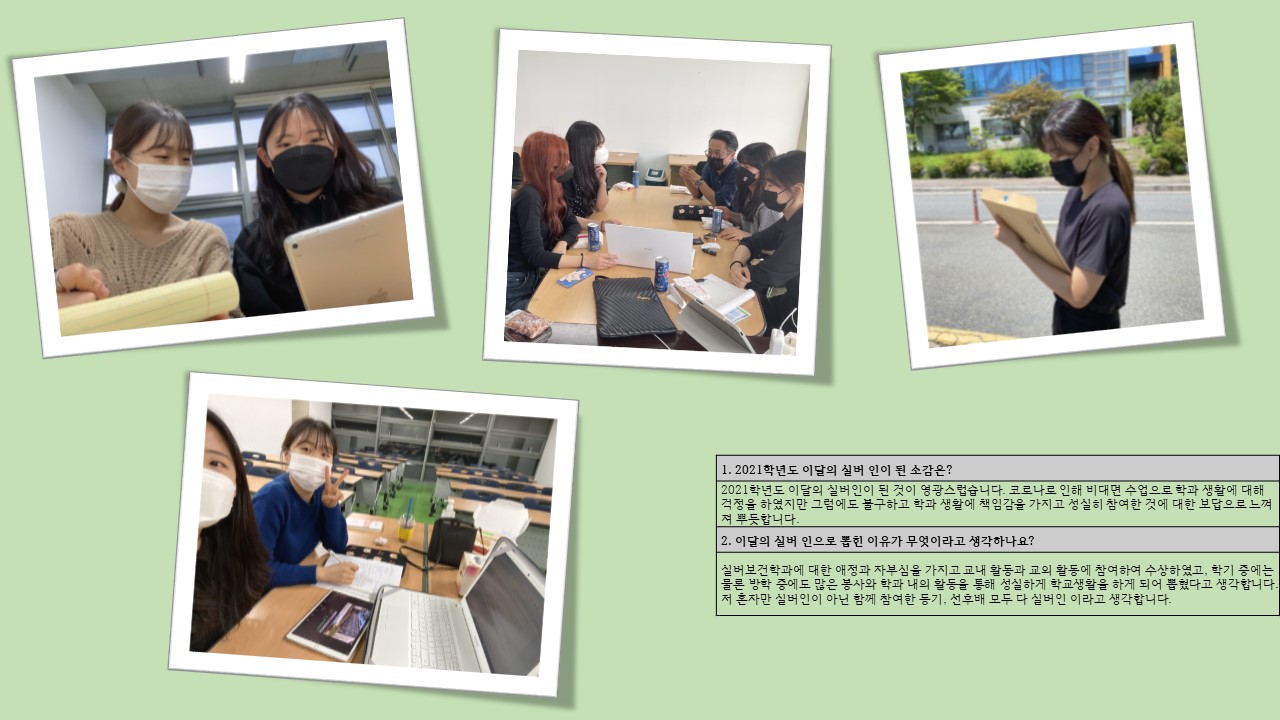 1. 2021학년도 이달의 실버 인이 된 소감은?
2021학년도 이달의 실버인이 된 것이 영광스럽습니다. 코로나로 인해 비대면 수업으로 학과 생활에 대해
걱정을 하였지만 그럼에도 불구하고 학과 생활에 책임감을 가지고 성실히 참여한 것에 대한 보답으로 느껴
져 뿌듯합니다.
2. 이달의 실버 인으로 뽑힌 이유가 무엇이라고 생각하나요?
실버보건학과에 대한 애정과 자부심을 가지고 교내 활동과 교외 활동에 참여하여 수상하였고, 학기 중에는
물론 방학 중에도 많은 봉사와 학과 내의 활동을 통해 성실하게 학교생활을 하게 되어 뽑혔다고 생각합니다.
저 혼자만 실버인이 아닌 함께 참여한 동기, 선후배 모두 다 실버인 이라고 생각합니다.